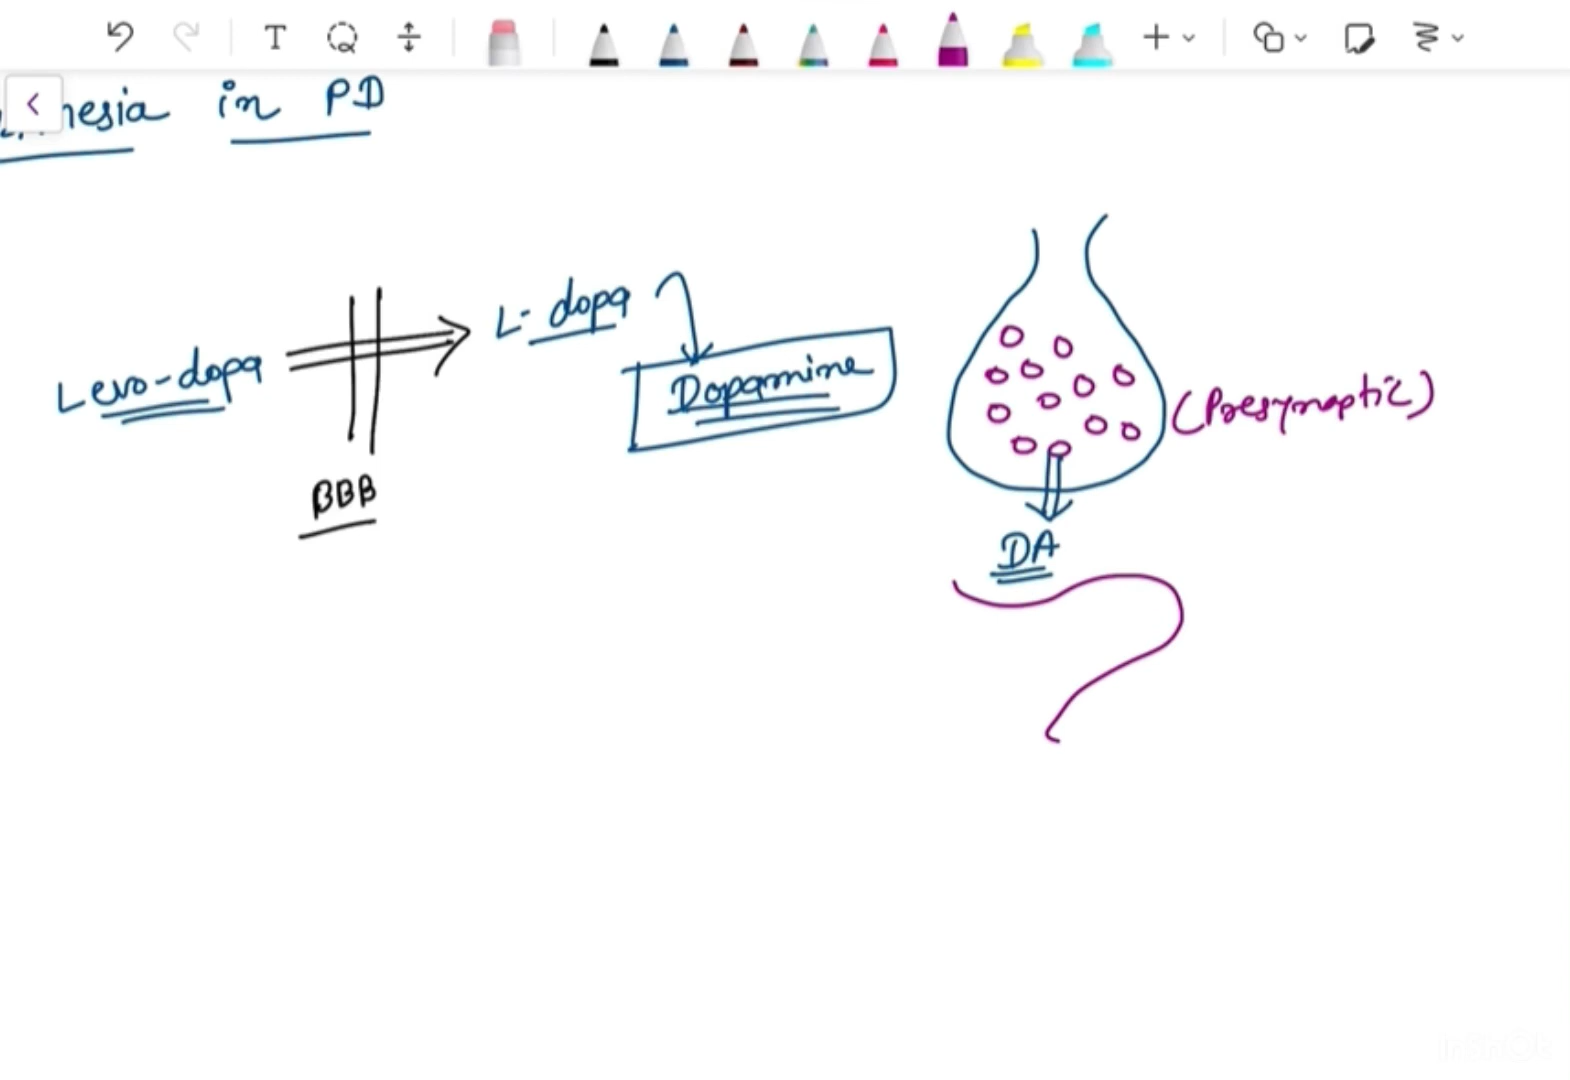 nesia in PD
Levo-dopa
BBB
L-dopa
Dopamine
(Presynaptic)
DA
T